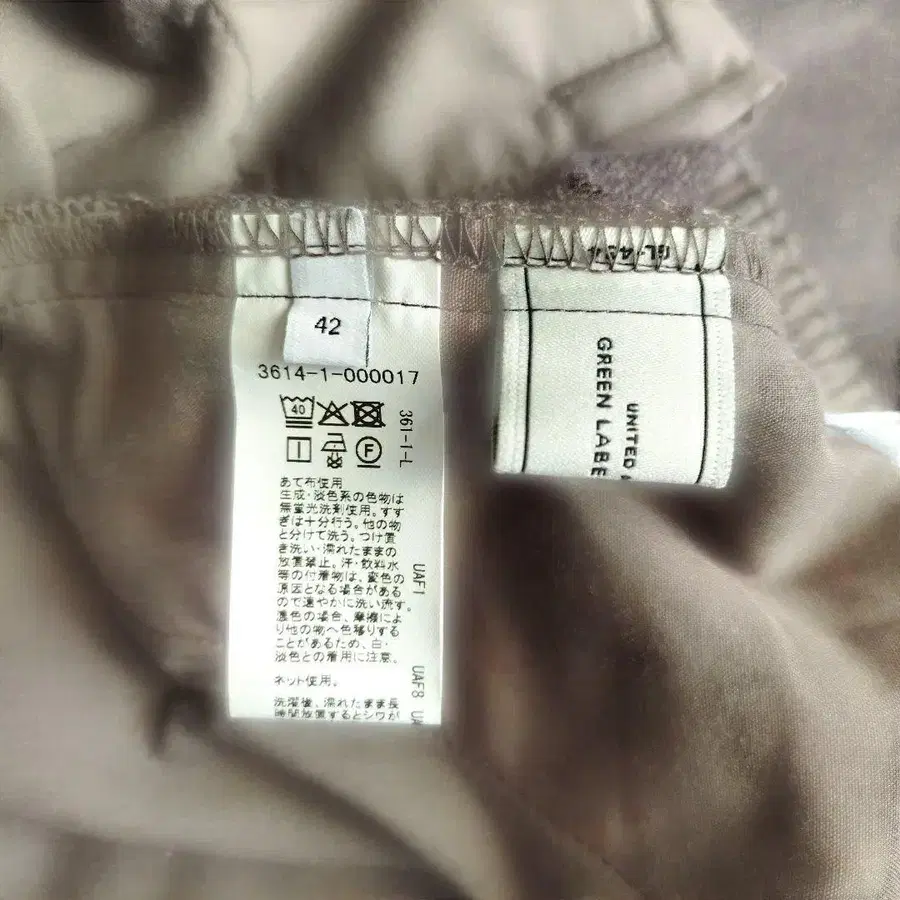 42
3614-1-000017
40
F
361-1-L
あて布使用
生成・淡色系の色物は
無蛍光洗剤使用。すす
ぎは十分行う。他の物
と分けて洗う。つけ置
き洗い・濡れたままの
放置禁止。汗・飲料水
等の付着物は、変色の
原因となる場合がある
ので速やかに洗い流す。
濃色の場合、摩擦によ
り他の物へ色移りする
ことがあるため、白・
淡色との着用に注意。
ネット使用。
洗濯後、濡れたまま長
時間放置するとシワが
UAF1
UAF8
UA
UNITED
GREEN LABE